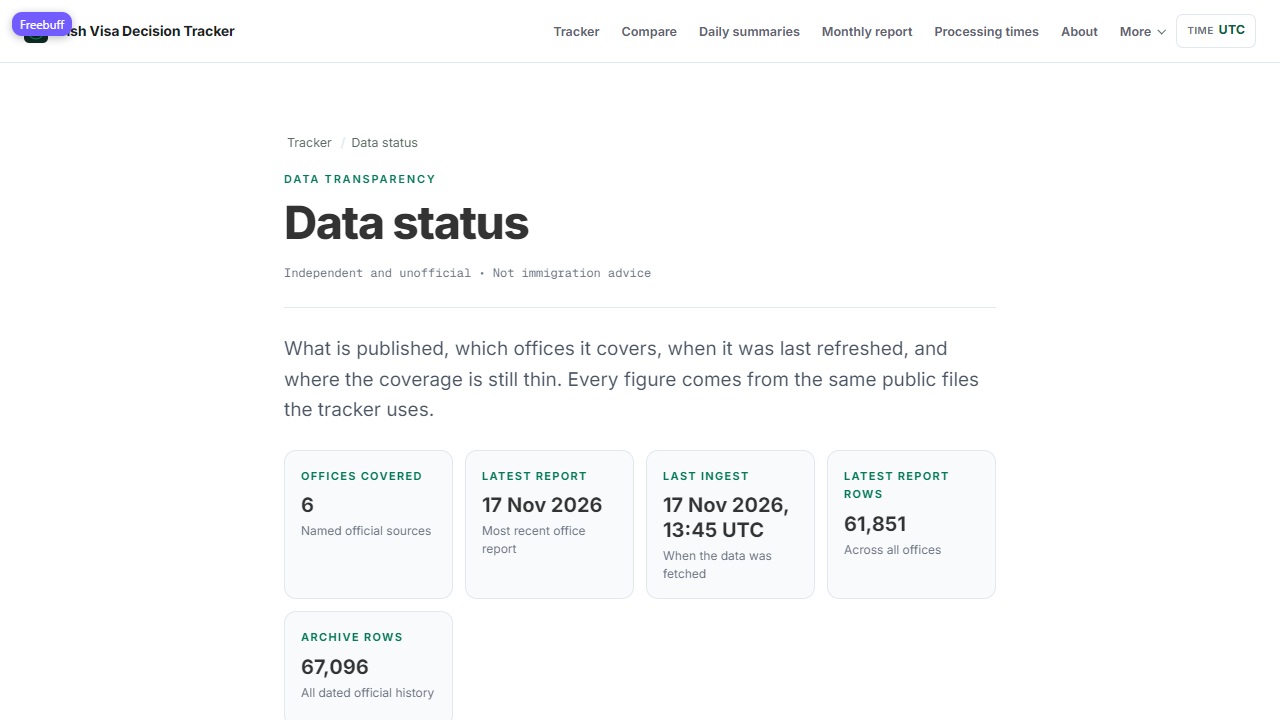 Freebuff
sh Visa Decision Tracker
Tracker Compare Daily summaries Monthly report Processing times About More TIME UTC
Tracker / Data status
DATA TRANSPARENCY
Data status
Independent and unofficial • Not immigration advice
What is published, which offices it covers, when it was last refreshed, and
where the coverage is still thin. Every figure comes from the same public files
the tracker uses.
OFFICES COVERED
6
Named official sources
LATEST REPORT
17 Nov 2026
Most recent office
report
LAST INGEST
17 Nov 2026,
13:45 UTC
When the data was
fetched
LATEST REPORT
ROWS
61,851
Across all offices
ARCHIVE ROWS
67,096
All dated official history